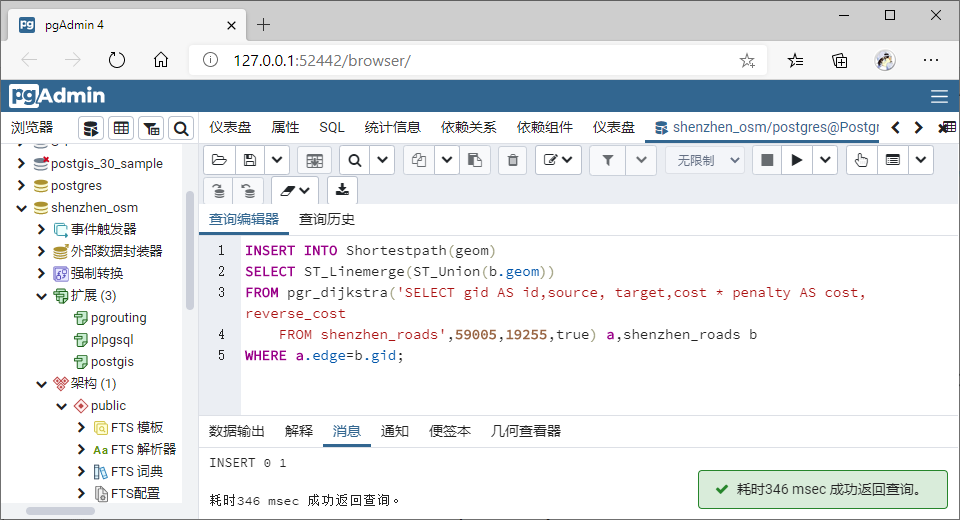 pgAdmin 4
127.0.0.1:52442/browser/
pgAdmin
浏览器
仪表盘 属性 SQL 统计信息 依赖关系 依赖组件 仪表盘 shenzhen_osm/postgres@Postgr
postgis_30_sample
postgres
shenzhen_osm
事件触发器
外部数据封装器
强制转换
扩展 (3)
pgrouting
plpgsql
postgis
架构 (1)
public
FTS 模板
FTS 解析器
FTS 词典
FTS配置
无限制
查询编辑器 查询历史
1 INSERT INTO Shortestpath(geom)
2 SELECT ST_Linemerge(ST_Union(b.geom))
3 FROM pgr_dijkstra('SELECT gid AS id,source, target,cost * penalty AS cost,
reverse_cost
4 FROM shenzhen_roads',59005,19255,true) a,shenzhen_roads b
5 WHERE a.edge=b.gid;
数据输出 解释 消息 通知 便签本 几何查看器
INSERT 0 1
耗时346 msec 成功返回查询。
耗时346 msec 成功返回查询。